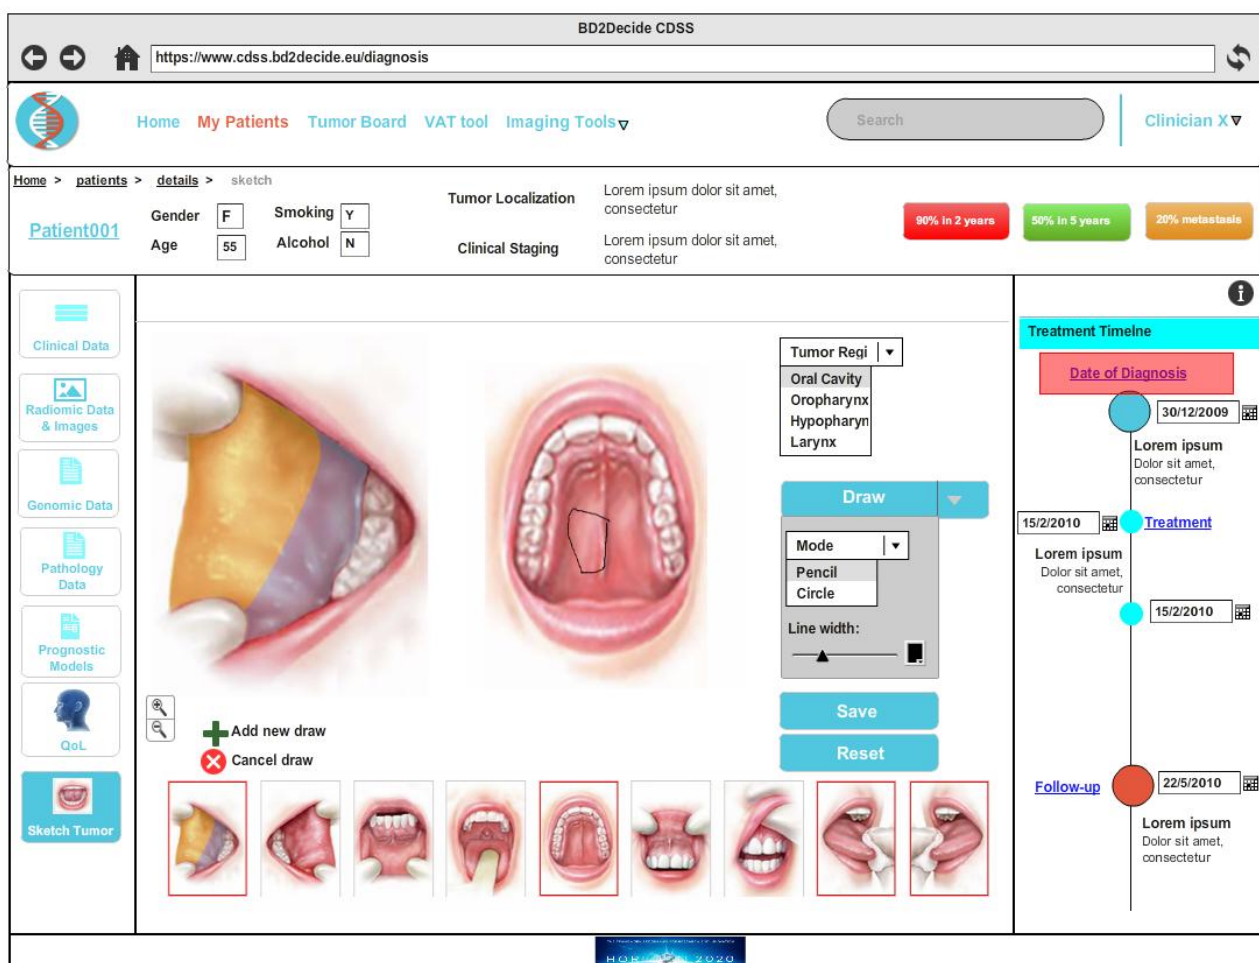 BD2Decide CDSS
https://www.cdss.bd2decide.eu/diagnosis
Home My Patients Tumor Board VAT tool Imaging Tools
Search
Clinician X
Home > patients > details > sketch
Patient001
Gender F Smoking Y
Age 55 Alcohol N
Tumor Localization
Lorem ipsum dolor sit amet,
consectetur
Clinical Staging
Lorem ipsum dolor sit amet,
consectetur
90% in 2 years
50% in 5 years
20% metastasis
Clinical Data
Radiomic Data
& Images
Genomic Data
Pathology
Data
Prognostic
Models
QoL
Sketch Tumor
Tumor Regi
Oral Cavity
Oropharynx
Hypopharyn
Larynx
Draw
Mode
Pencil
Circle
Line width:
Save
Reset
Add new draw
Cancel draw
Treatment Timelne
Date of Diagnosis
30/12/2009
Lorem ipsum
Dolor sit amet,
consectetur
15/2/2010
Treatment
Lorem ipsum
Dolor sit amet,
consectetur
15/2/2010
Follow-up
22/5/2010
Lorem ipsum
Dolor sit amet,
consectetur
2020